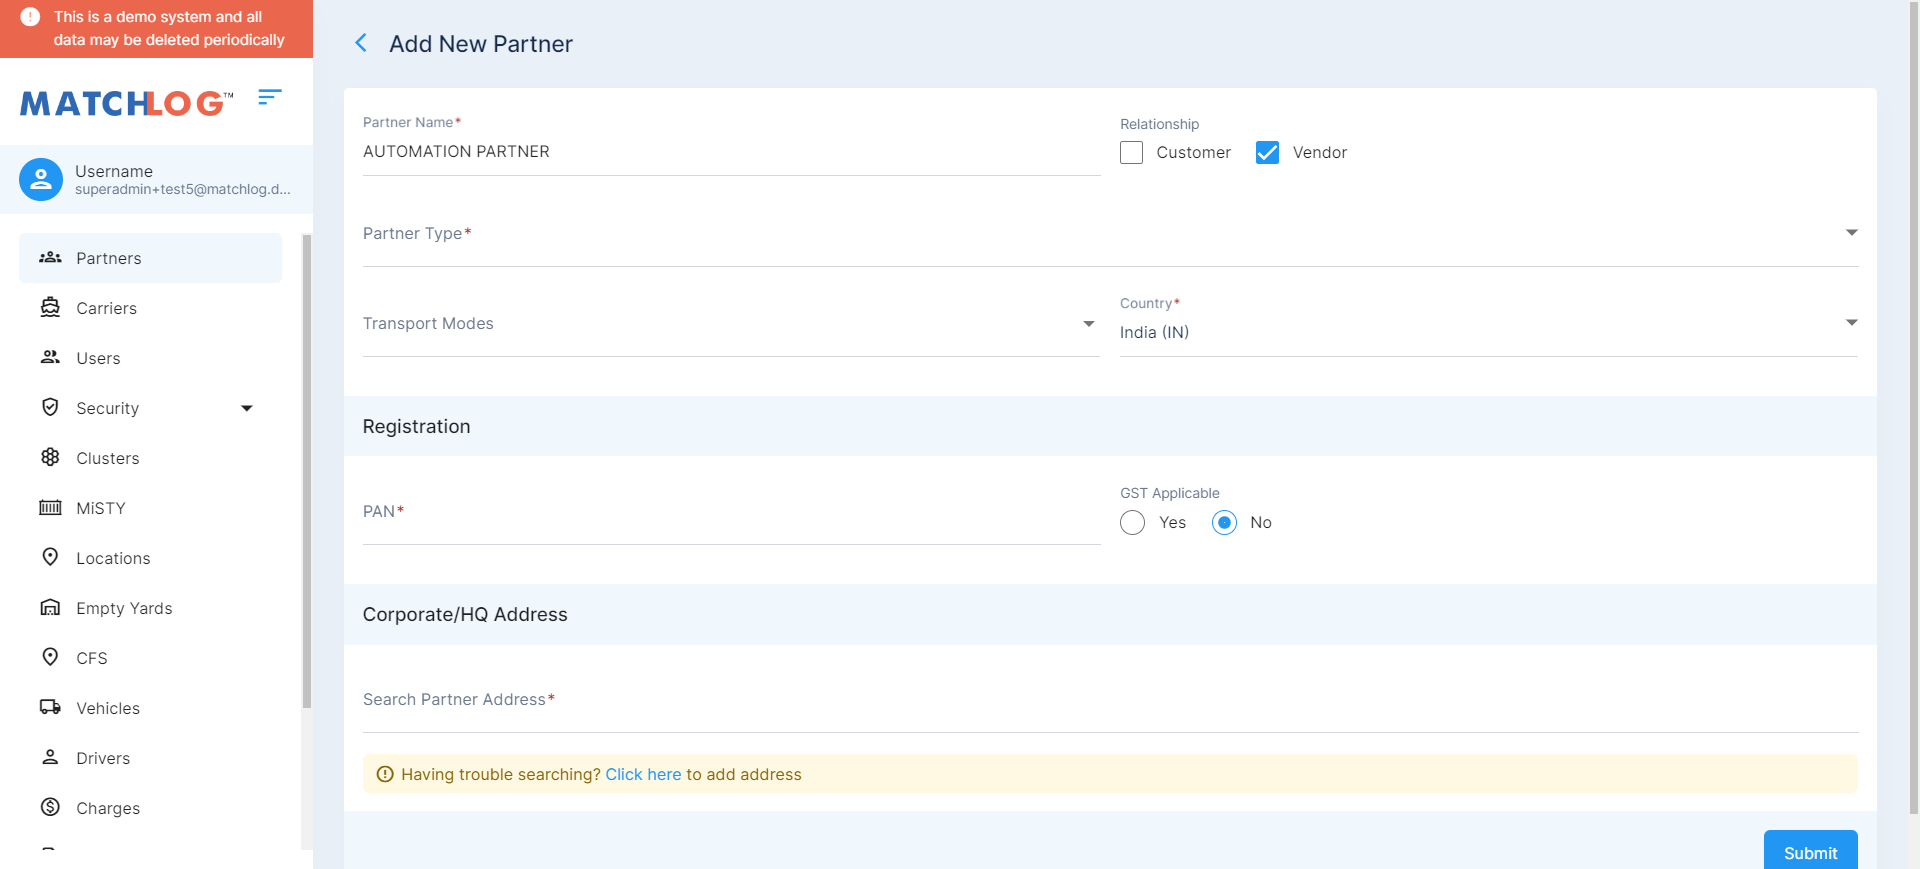 This is a demo system and all
data may be deleted periodically
MATCHLOG™
Username
superadmin+test5@matchlog.d...
Partners
Carriers
Users
Security
Clusters
MiSTY
Locations
Empty Yards
CFS
Vehicles
Drivers
Charges
Add New Partner
Partner Name*
AUTOMATION PARTNER
Relationship
Customer
Vendor
Partner Type*
Transport Modes
Country*
India (IN)
Registration
PAN*
GST Applicable
Yes
No
Corporate/HQ Address
Search Partner Address*
Having trouble searching? Click here to add address
Submit